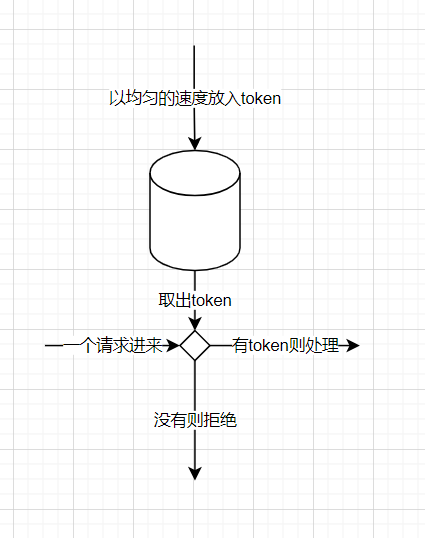 以均匀的速度放入token
取出token
一个请求进来
有token则处理
没有则拒绝